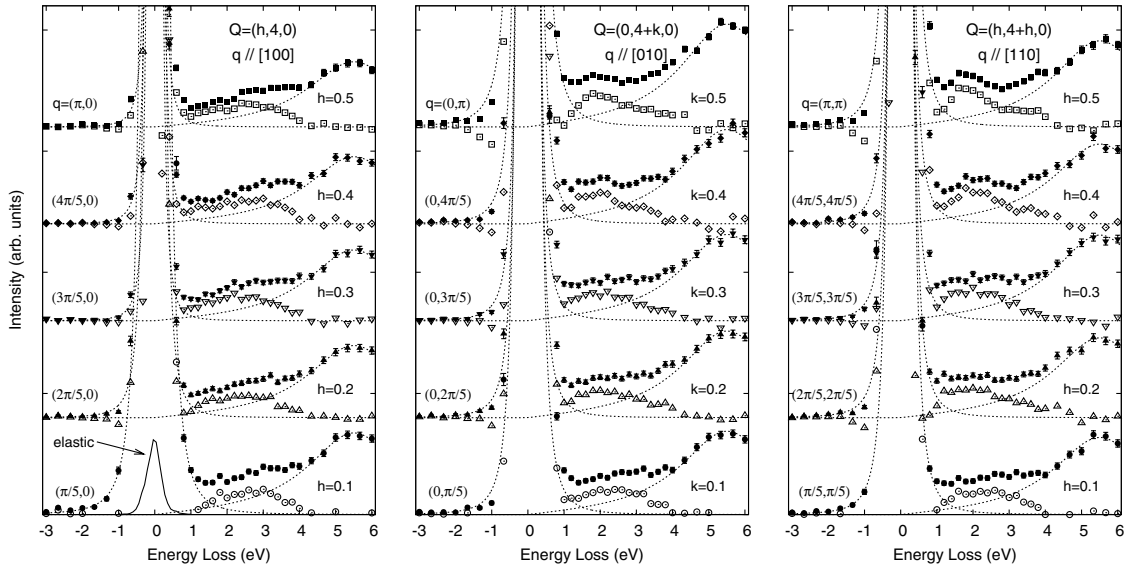 Intensity (arb. units)
Q=(h,4,0)
q // [100]
q=(π,0)
h=0.5
(4π/5,0)
h=0.4
(3π/5,0)
h=0.3
(2π/5,0)
h=0.2
elastic
(π/5,0)
h=0.1
-3 -2 -1 0 1 2 3 4 5 6
Energy Loss (eV)
Q=(0,4+k,0)
q // [010]
q=(0,π)
k=0.5
(0,4π/5)
k=0.4
(0,3π/5)
k=0.3
(0,2π/5)
k=0.2
(0,π/5)
k=0.1
-3 -2 -1 0 1 2 3 4 5 6
Energy Loss (eV)
Q=(h,4+h,0)
q // [110]
q=(π,π)
h=0.5
(4π/5,4π/5)
h=0.4
(3π/5,3π/5)
h=0.3
(2π/5,2π/5)
h=0.2
(π/5,π/5)
h=0.1
-3 -2 -1 0 1 2 3 4 5 6
Energy Loss (eV)